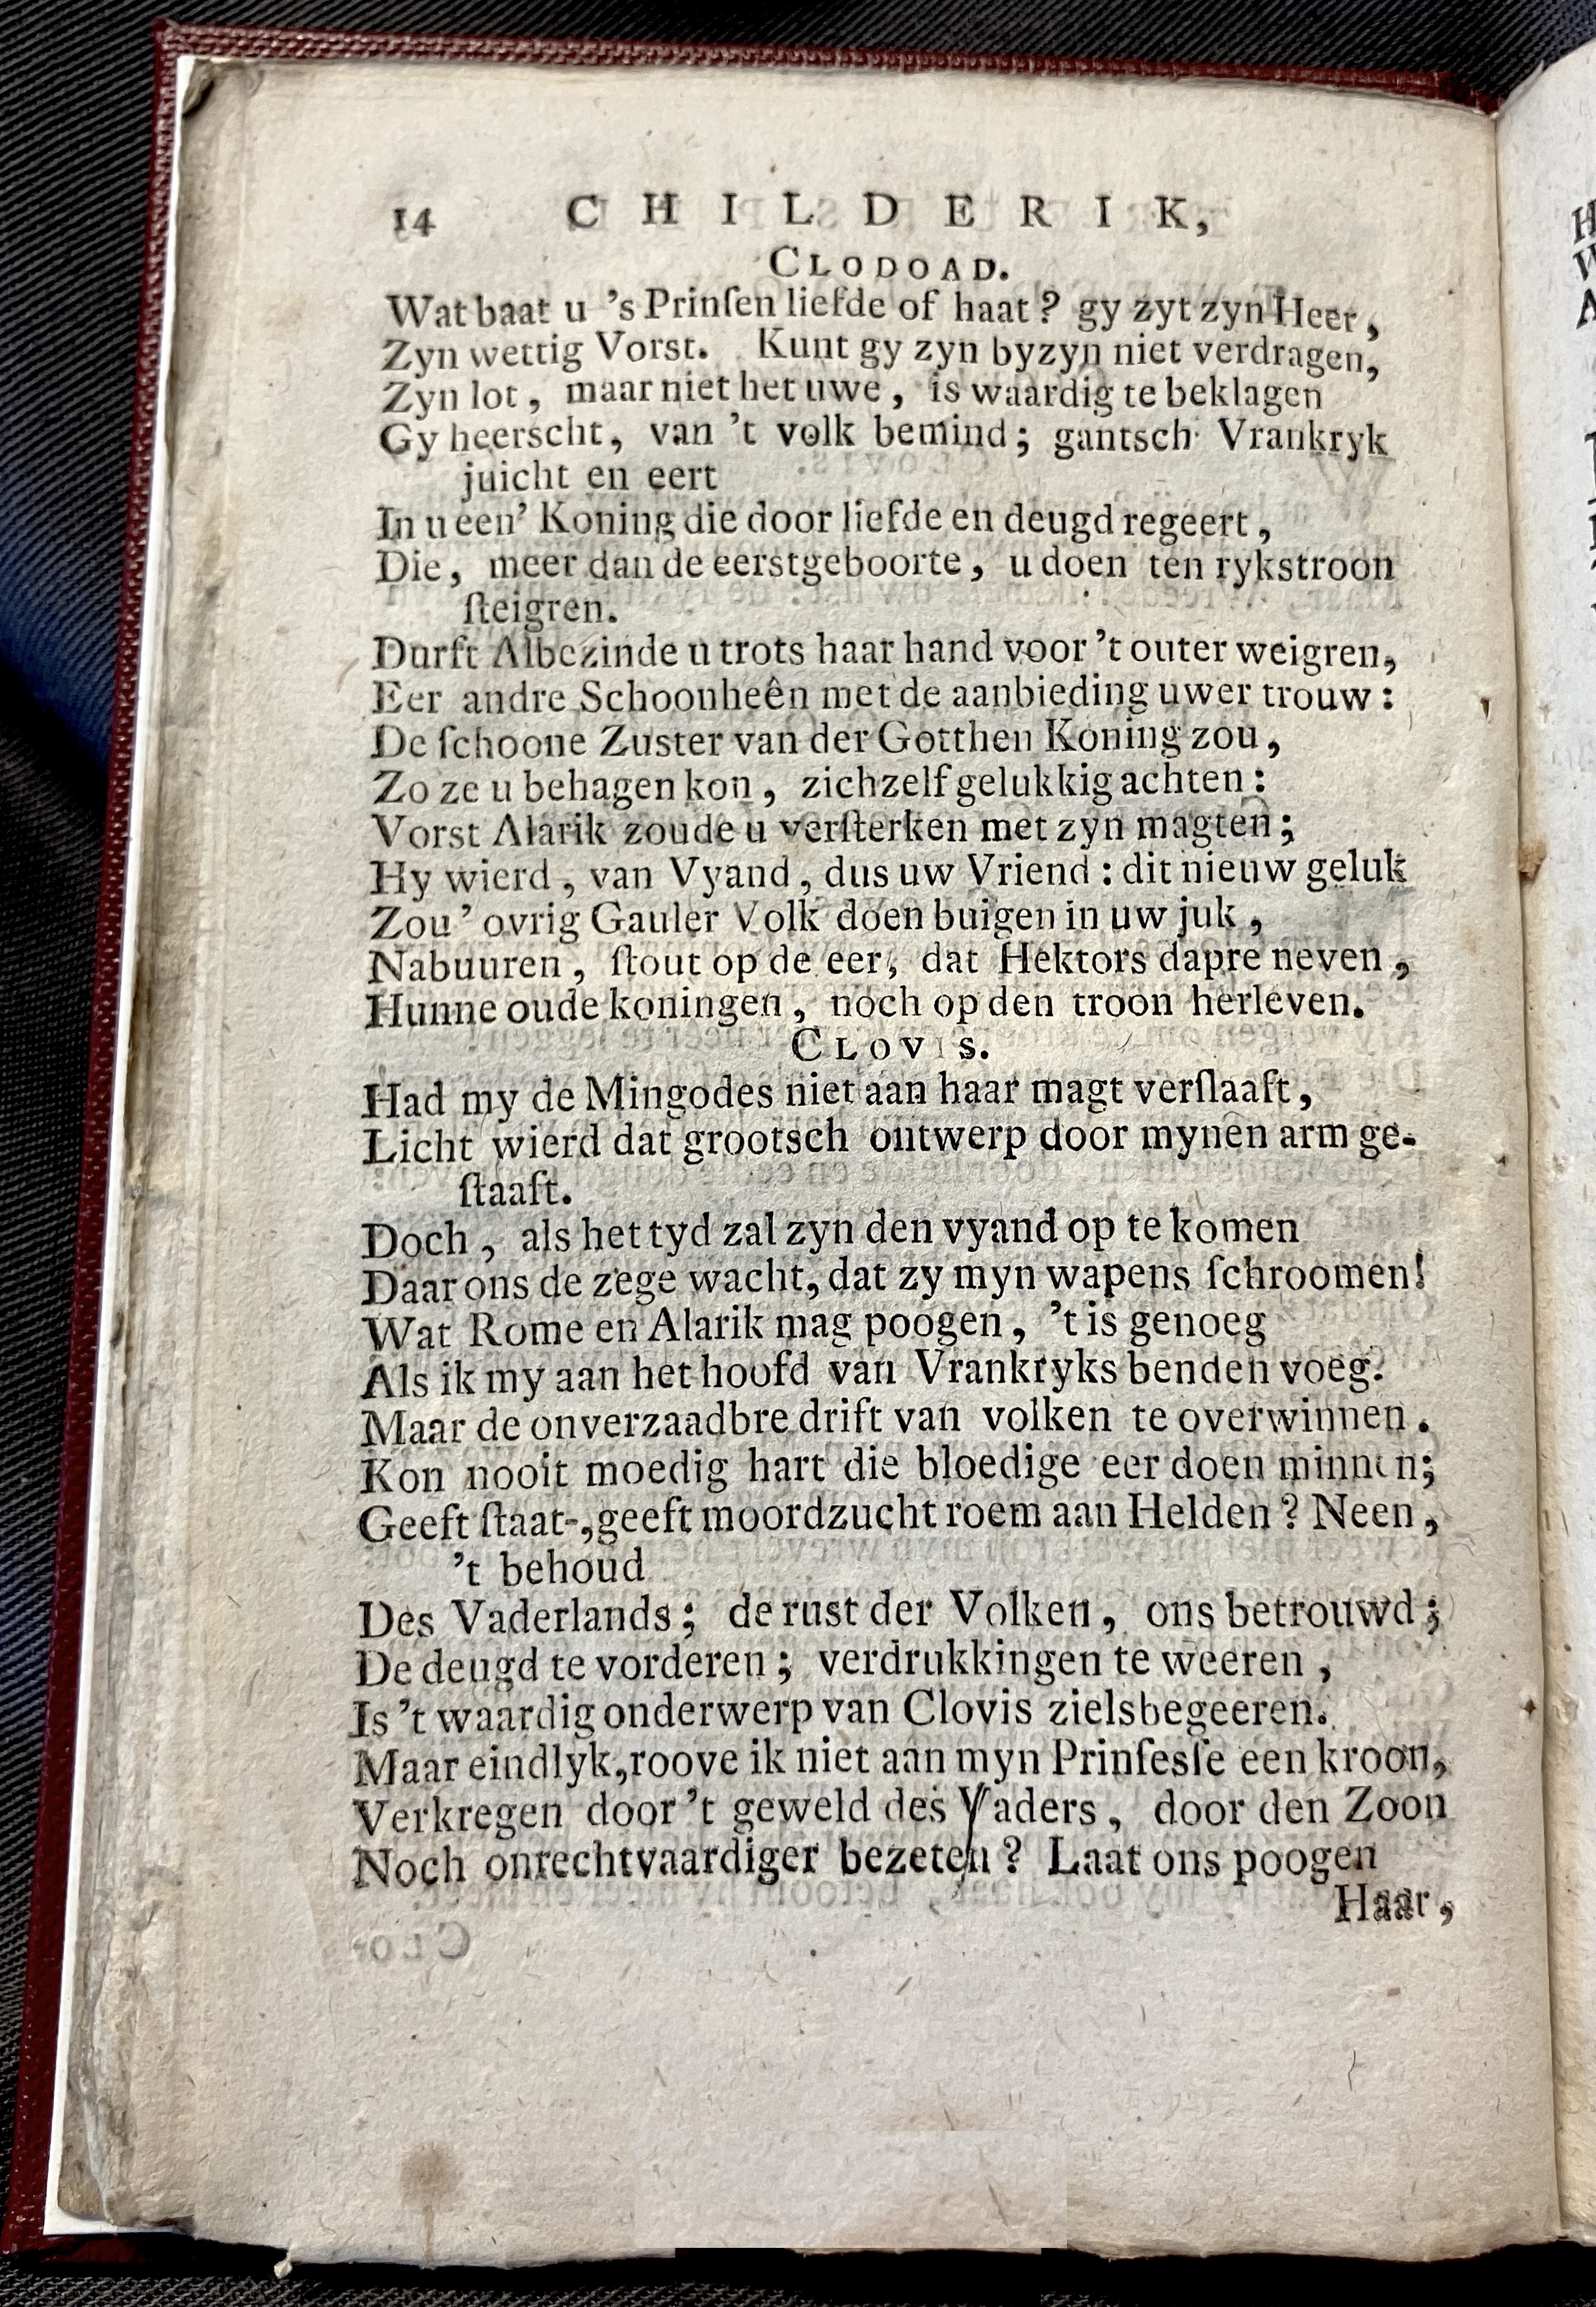 14 CHILDERIK,
CLODOAD.
Wat baat u 's Prinſen liefde of haat? gy zyt zyn Heer,
Zyn wettig Vorst. Kunt gy zyn byzyn niet verdragen,
Zyn lot, maar niet het uwe, is waardig te beklagen
Gy heerscht, van 't volk bemind; gantsch Vrankryk
juicht en eert
In u een' Koning die door liefde en deugd regeert,
Die, meer dan de eerstgeboorte, u doen ten rykstroon
ſteigren.
Durft Albezinde u trots haar hand voor 't outer weigren,
Eer andre Schoonheên met de aanbieding uwer trouw:
De ſchoone Zuster van der Gotthen Koning zou,
Zo ze u behagen kon, zichzelf gelukkig achten:
Vorst Alarik zoude u verſterken met zyn magten;
Hy wierd, van Vyand, dus uw Vriend: dit nieuw geluk
Zou' ovrig Gauler Volk doen buigen in uw juk,
Nabuuren, ſtout op de eer, dat Hektors dapre neven,
Hunne oude koningen, noch op den troon herleven.
CLOVIS.
Had my de Mingodes niet aan haar magt verſlaaft,
Licht wierd dat grootsch ontwerp door mynen arm ge-
ſtaaft.
Doch, als het tyd zal zyn den vyand op te komen
Daar ons de zege wacht, dat zy myn wapens ſchroomen!
Wat Rome en Alarik mag poogen, 't is genoeg
Als ik my aan het hoofd van Vrankryks benden voeg.
Maar de onverzaadbre drift van volken te overwinnen.
Kon nooit moedig hart die bloedige eer doen minnen;
Geeft ſtaat-, geeft moordzucht roem aan Helden? Neen,
't behoud
Des Vaderlands; de rust der Volken, ons betrouwd;
De deugd te vorderen; verdrukkingen te weeren,
Is 't waardig onderwerp van Clovis zielsbegeeren.
Maar eindlyk, roove ik niet aan myn Prinſesſe een kroon,
Verkregen door 't geweld des Vaders, door den Zoon
Noch onrechtvaardiger bezeten? Laat ons poogen
Haar,